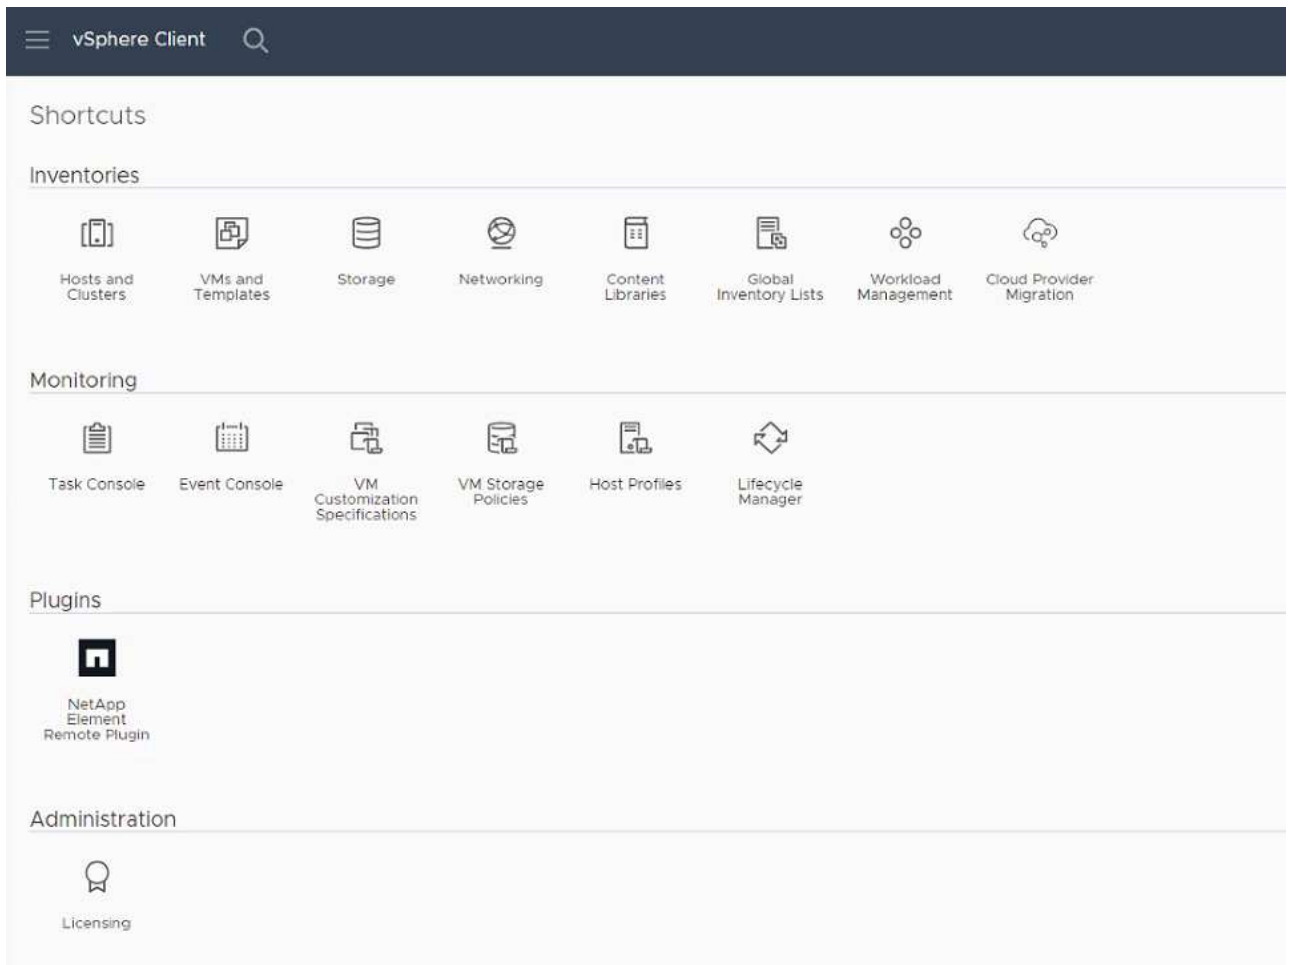 vSphere Client
Shortcuts
Inventories
Hosts and
Clusters
VMs and
Templates
Storage
Networking
Content
Libraries
Global
Inventory Lists
Workload
Management
Cloud Provider
Migration
Monitoring
Task Console
Event Console
VM
Customization
Specifications
VM Storage
Policies
Host Profiles
Lifecycle
Manager
Plugins
NetApp
Element
Remote Plugin
Administration
Licensing